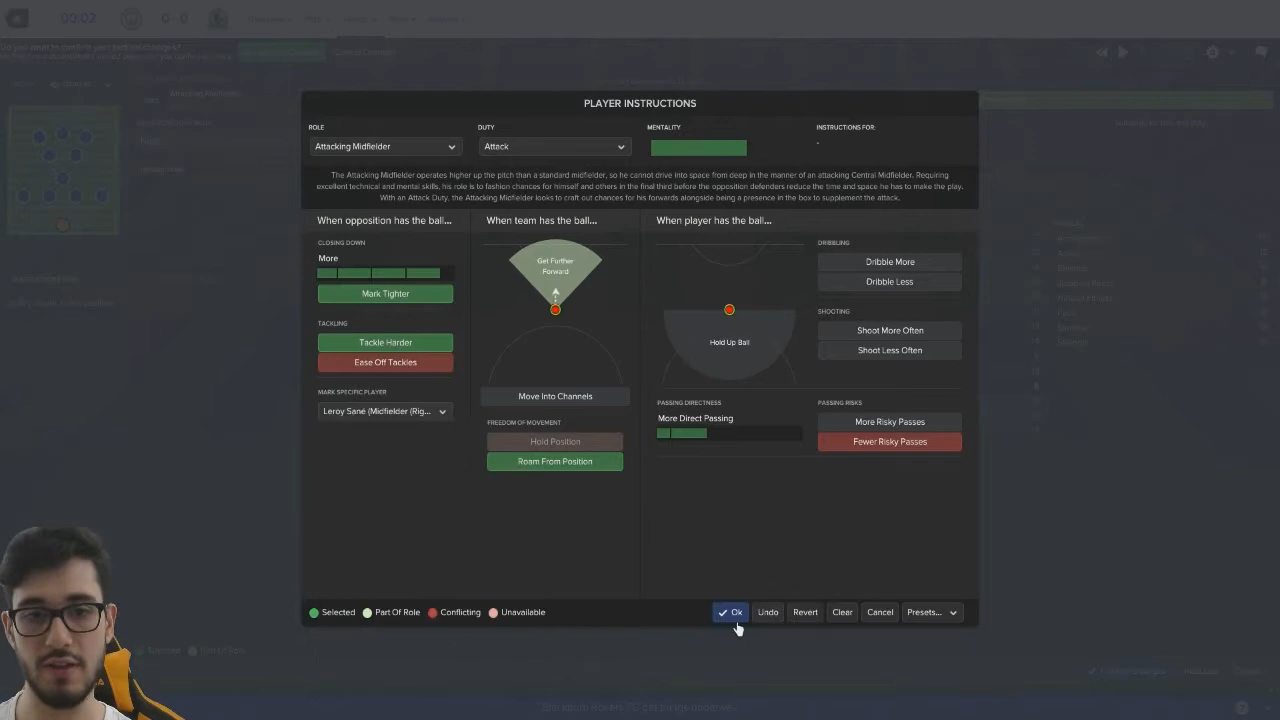 00:02
0 - 0
PLAYER INSTRUCTIONS
ROLE
DUTY
MENTALITY
INSTRUCTIONS FOR:
Attacking Midfielder
Attack
-
The Attacking Midfielder operates higher up the pitch than a standard midfielder, so he cannot drive into space from deep in the manner of an attacking Central Midfielder. Requiring
excellent technical and mental skills, his role is to fashion chances for himself and others in the final third before the opposition defenders reduce the time and space he has to make the play.
With an Attack Duty, the Attacking Midfielder looks to craft out chances for his forwards alongside being a presence in the box to supplement the attack.
When opposition has the ball...
When team has the ball...
When player has the ball...
CLOSING DOWN
More
Mark Tighter
TACKLING
Tackle Harder
Ease Off Tackles
MARK SPECIFIC PLAYER
Leroy Sané (Midfielder (Rig...
Get Further
Forward
Move Into Channels
FREEDOM OF MOVEMENT
Hold Position
Roam From Position
Hold Up Ball
PASSING DIRECTNESS
More Direct Passing
DRIBBLING
Dribble More
Dribble Less
SHOOTING
Shoot More Often
Shoot Less Often
PASSING RISKS
More Risky Passes
Fewer Risky Passes
Selected
Part Of Role
Conflicting
Unavailable
Ok
Undo
Revert
Clear
Cancel
Presets...